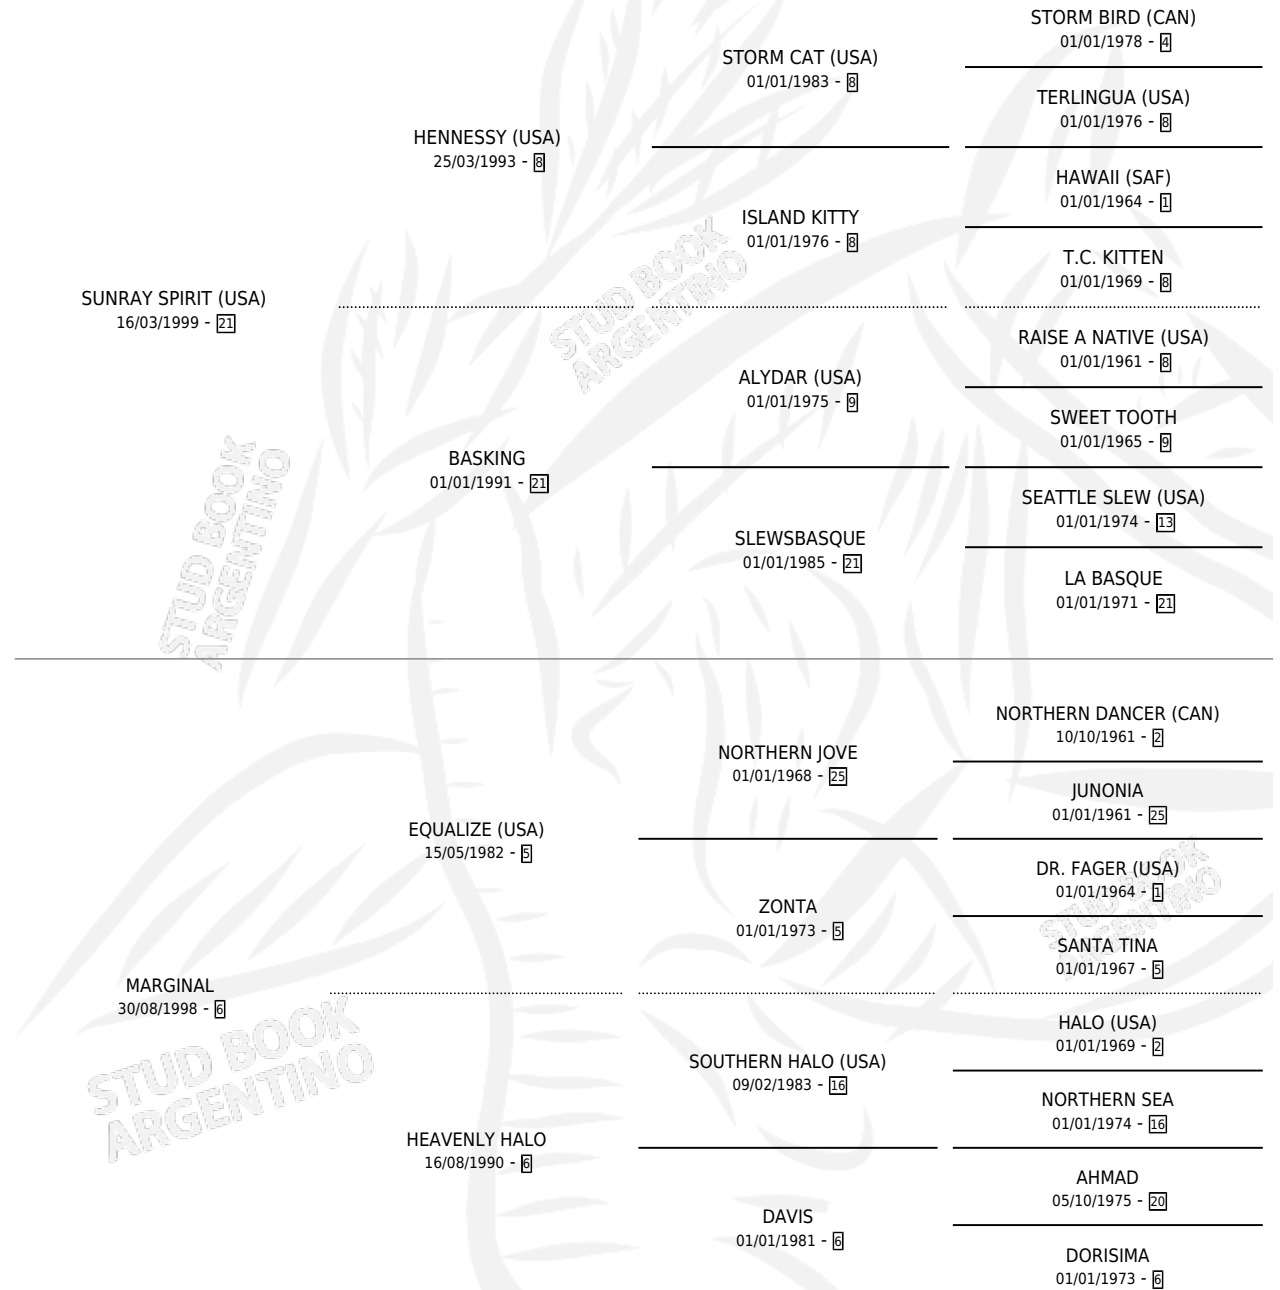 STORM BIRD (CAN)
01/01/1978 - 4
STORM CAT (USA)
01/01/1983 - 8
TERLINGUA (USA)
01/01/1976 - 8
HENNESSY (USA)
25/03/1993 - 8
HAWAII (SAF)
01/01/1964 - 1
ISLAND KITTY
01/01/1976 - 8
T.C. KITTEN
01/01/1969 - 8
SUNRAY SPIRIT (USA)
16/03/1999 - 21
RAISE A NATIVE (USA)
01/01/1961 - 8
ALYDAR (USA)
01/01/1975 - 9
SWEET TOOTH
01/01/1965 - 9
BASKING
01/01/1991 - 21
SEATTLE SLEW (USA)
01/01/1974 - 13
SLEWSBASQUE
01/01/1985 - 21
LA BASQUE
01/01/1971 - 21
NORTHERN DANCER (CAN)
10/10/1961 - 2
NORTHERN JOVE
01/01/1968 - 25
JUNONIA
01/01/1961 - 25
EQUALIZE (USA)
15/05/1982 - 5
DR. FAGER (USA)
01/01/1964 - 1
ZONTA
01/01/1973 - 5
SANTA TINA
01/01/1967 - 5
MARGINAL
30/08/1998 - 6
HALO (USA)
01/01/1969 - 2
SOUTHERN HALO (USA)
09/02/1983 - 16
NORTHERN SEA
01/01/1974 - 16
HEAVENLY HALO
16/08/1990 - 6
AHMAD
05/10/1975 - 20
DAVIS
01/01/1981 - 6
DORISIMA
01/01/1973 - 6
STUD BOOK
ARGENTINO
STUD BOOK
ARGENTINO
STUD BOOK
ARGENTINO
STUD BOOK
ARGENTINO